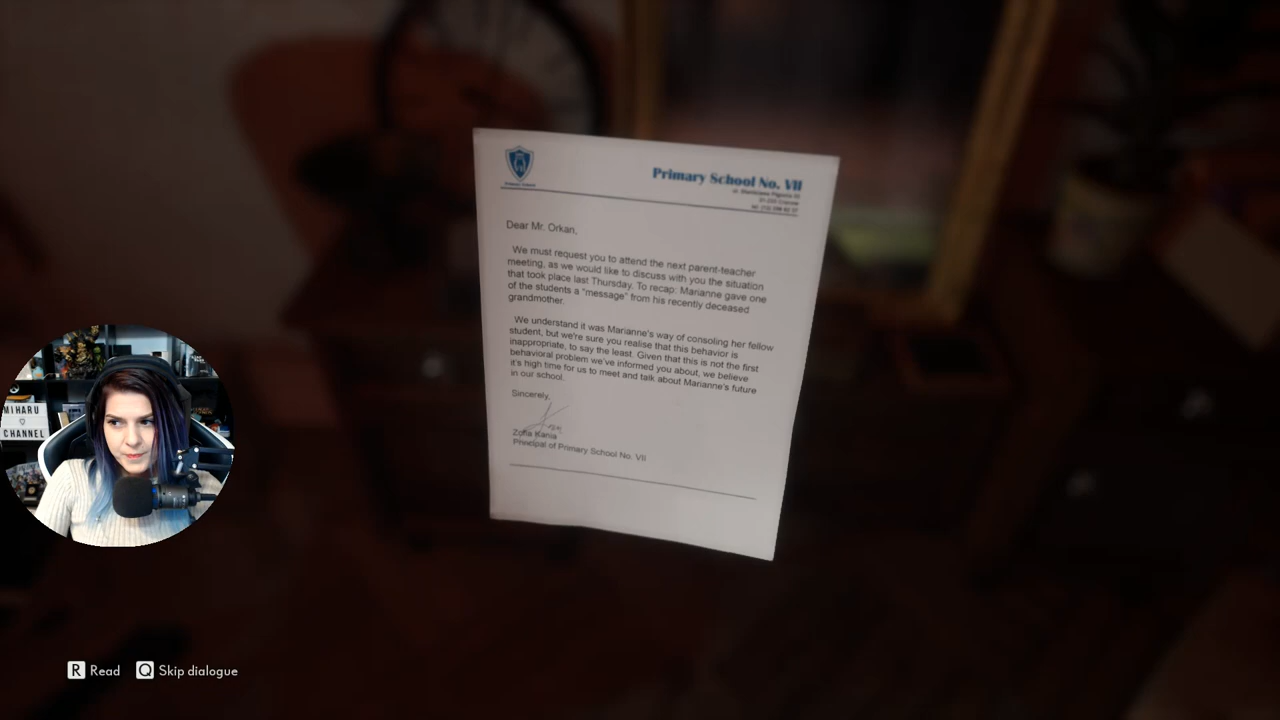 Primary School No. VII
Dear Mr. Orkan,
We must request you to attend the next parent-teacher
meeting, as we would like to discuss with you the situation
that took place last Thursday. To recap: Marianne gave one
of the students a "message" from his recently deceased
grandmother.
We understand it was Marianne's way of consoling her fellow
student, but we're sure you realise that this behavior is
inappropriate, to say the least. Given that this is not the first
behavioral problem we've informed you about, we believe
it's high time for us to meet and talk about Marianne's future
in our school.
Sincerely,
Zofia Kania
Principal of Primary School No. VII
MIHARU
CHANNEL
R Read
Q Skip dialogue